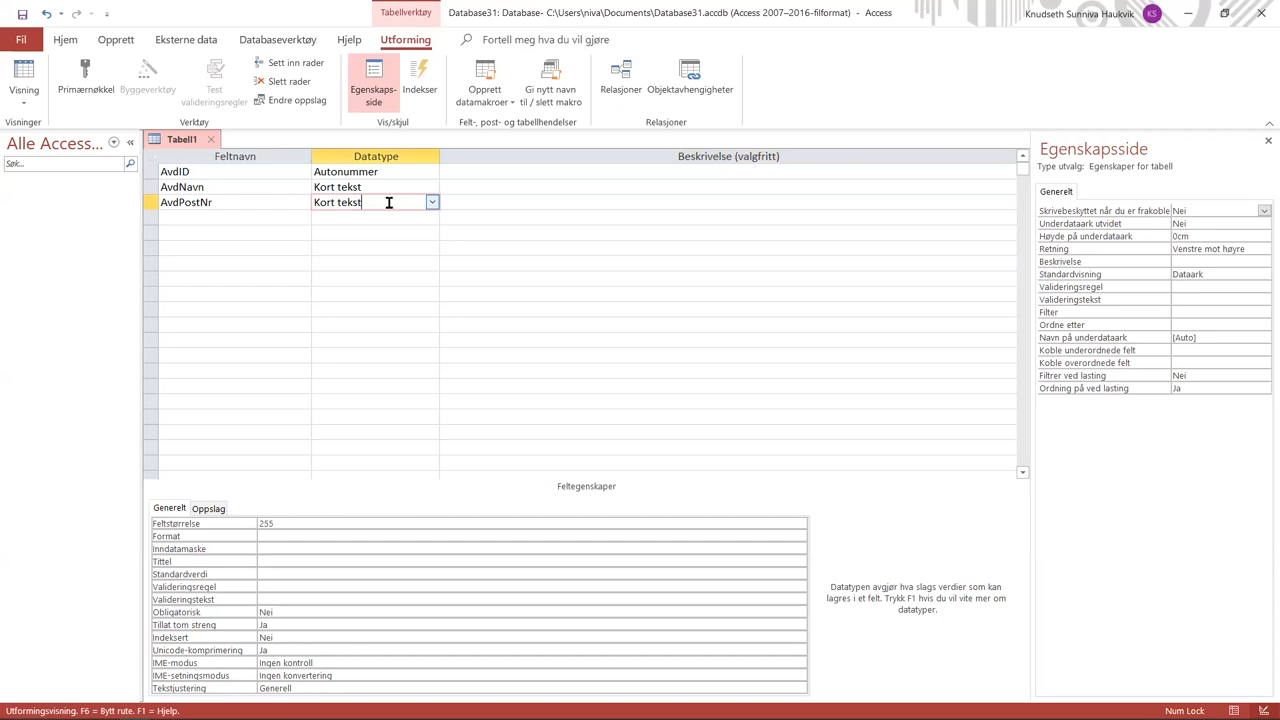 Tabellverktøy
Database31: Database- C:\Users\niva\Documents\Database31.accdb (Access 2007–2016-filformat) - Access
Knudseth Sunniva Haukvik
KS
Fil
Hjem
Opprett
Eksterne data
Databaseverktøy
Hjelp
Utforming
Fortell meg hva du vil gjøre
Visning
Primærnøkkel
Byggeverktøy
Test
valideringsregler
Sett inn rader
Slett rader
Endre oppslag
Egenskaps-
side
Indekser
Opprett
datamakroer
Gi nytt navn
til / slett makro
Relasjoner
Objektavhengigheter
Visninger
Verktøy
Vis/skjul
Felt-, post- og tabellhendelser
Relasjoner
Alle Access...
Søk...
Tabell1
Feltnavn
Datatype
Beskrivelse (valgfritt)
AvdID
Autonummer
AvdNavn
Kort tekst
AvdPostNr
Kort tekst
Feltegenskaper
Generelt
Oppslag
Feltstørrelse
255
Format
Inndatamaske
Tittel
Standardverdi
Valideringsregel
Valideringstekst
Obligatorisk
Nei
Tillat tom streng
Ja
Indeksert
Nei
Unicode-komprimering
Ja
IME-modus
Ingen kontroll
IME-setningsmodus
Ingen konvertering
Tekstjustering
Generell
Datatypen avgjør hva slags verdier som kan
lagres i et felt. Trykk F1 hvis du vil vite mer om
datatyper.
Egenskapsside
Type utvalg: Egenskaper for tabell
Generelt
Skrivebeskyttet når du er frakoble
Nei
Underdataark utvidet
Nei
Høyde på underdataark
0cm
Retning
Venstre mot høyre
Beskrivelse
Standardvisning
Dataark
Valideringsregel
Valideringstekst
Filter
Ordne etter
Navn på underdataark
[Auto]
Koble underordnede felt
Koble overordnede felt
Filtrer ved lasting
Nei
Ordning på ved lasting
Ja
Utformingsvisning. F6 = Bytt rute. F1 = Hjelp.
Num Lock